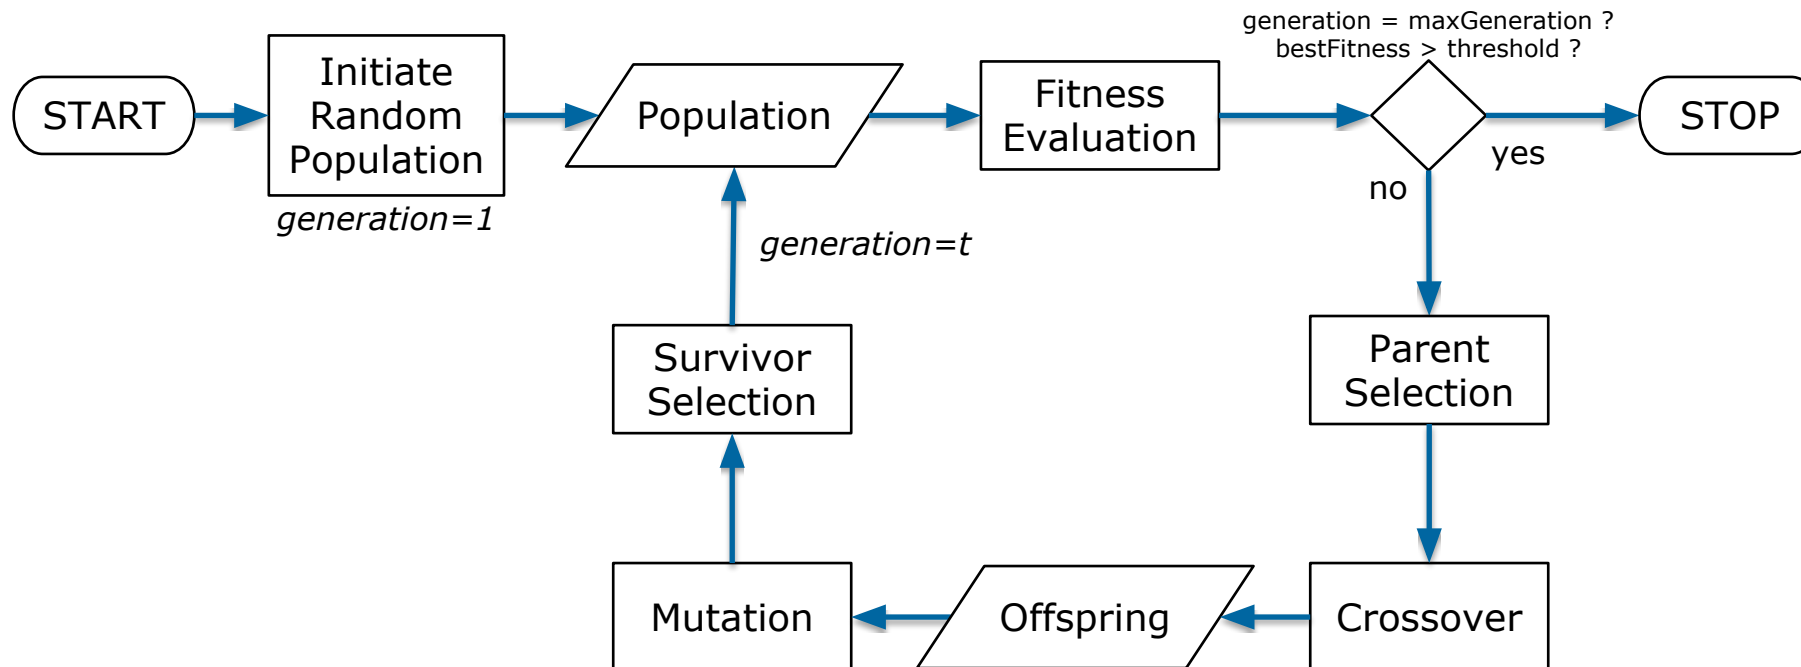 generation = maxGeneration ?
bestFitness > threshold ?
START
Initiate
Random
Population
generation=1
Population
Fitness
Evaluation
yes
no
STOP
generation=t
Survivor
Selection
Parent
Selection
Mutation
Offspring
Crossover